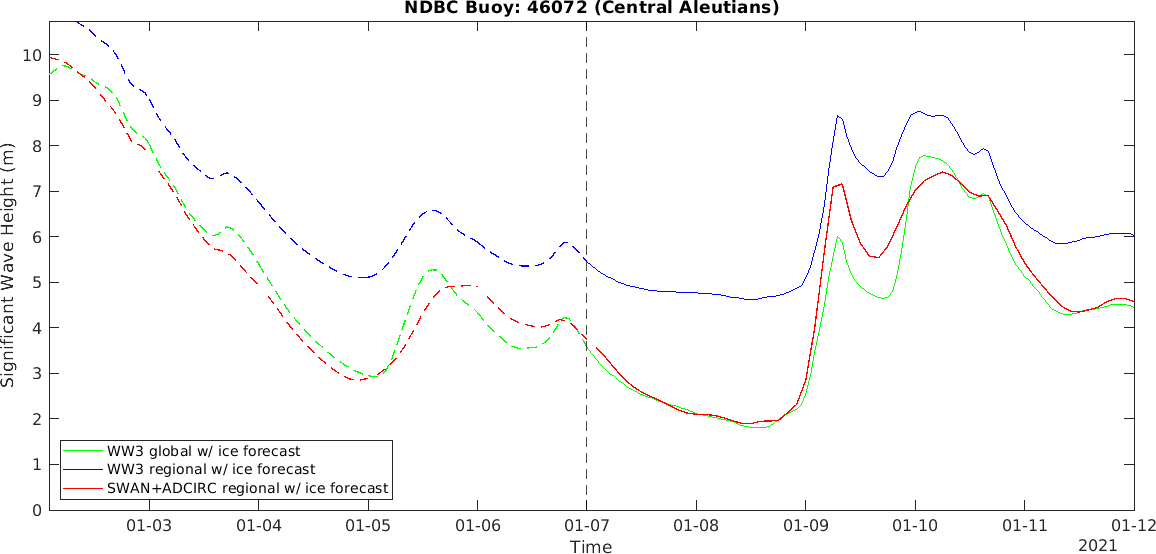 NDBC Buoy: 46072 (Central Aleutians)
Significant Wave Height (m)
10
9
8
7
6
5
4
3
2
1
0
WW3 global w/ ice forecast
WW3 regional w/ ice forecast
SWAN+ADCIRC regional w/ ice forecast
01-03 01-04 01-05 01-06 01-07 01-08 01-09 01-10 01-11 01-12
Time
2021